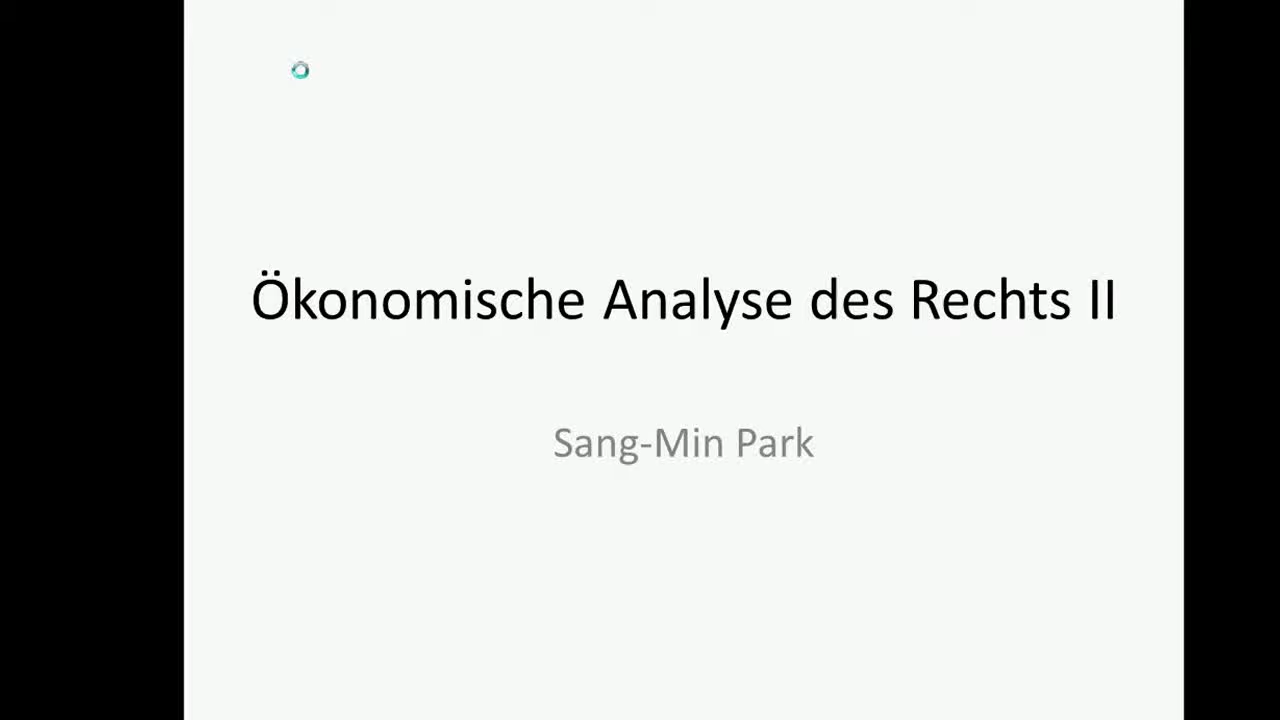 Ökonomische Analyse des Rechts II
Sang-Min Park